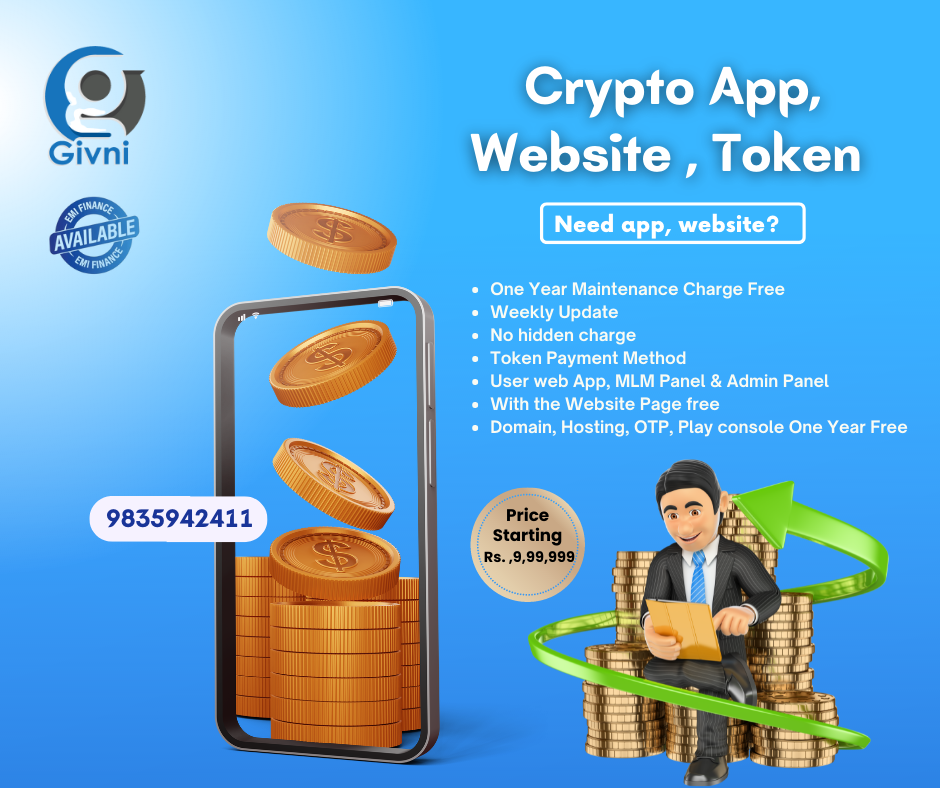 Givni
EMI FINANCE
AVAILABLE
EMI FINANCE
Crypto App,
Website , Token
Need app, website?
• One Year Maintenance Charge Free
• Weekly Update
• No hidden charge
• Token Payment Method
• User web App, MLM Panel & Admin Panel
• With the Website Page free
• Domain, Hosting, OTP, Play console One Year Free
9835942411
Price
Starting
Rs. ,9,99,999